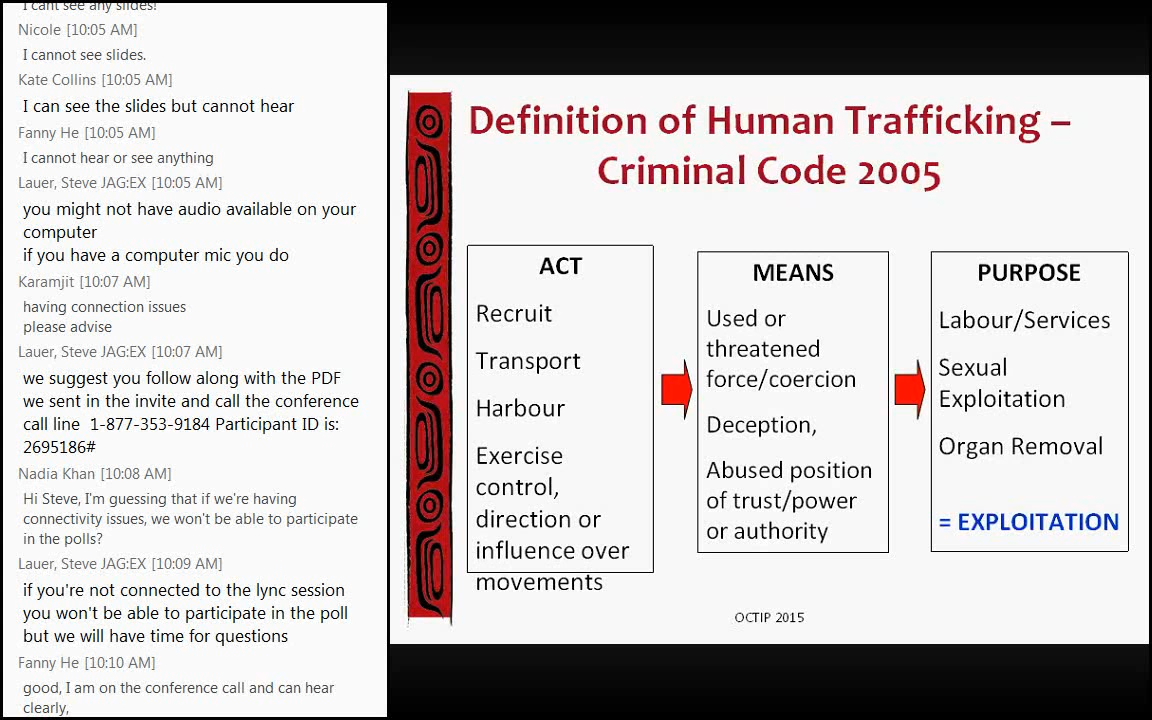 I cant see any slides!
Nicole [10:05 AM]
I cannot see slides.
Kate Collins [10:05 AM]
I can see the slides but cannot hear
Fanny He [10:05 AM]
I cannot hear or see anything
Lauer, Steve JAG:EX [10:05 AM]
you might not have audio available on your
computer
if you have a computer mic you do
Karamjit [10:07 AM]
having connection issues
please advise
Lauer, Steve JAG:EX [10:07 AM]
we suggest you follow along with the PDF
we sent in the invite and call the conference
call line  1-877-353-9184 Participant ID is:
2695186#
Nadia Khan [10:08 AM]
Hi Steve, I'm guessing that if we're having
connectivity issues, we won't be able to participate
in the polls?
Lauer, Steve JAG:EX [10:09 AM]
if you're not connected to the lync session
you won't be able to participate in the poll
but we will have time for questions
Fanny He [10:10 AM]
good, I am on the conference call and can hear
clearly,
Definition of Human Trafficking –
Criminal Code 2005
ACT
Recruit
Transport
Harbour
Exercise
control,
direction or
influence over
movements
MEANS
Used or
threatened
force/coercion
Deception,
Abused position
of trust/power
or authority
PURPOSE
Labour/Services
Sexual
Exploitation
Organ Removal
= EXPLOITATION
OCTIP 2015